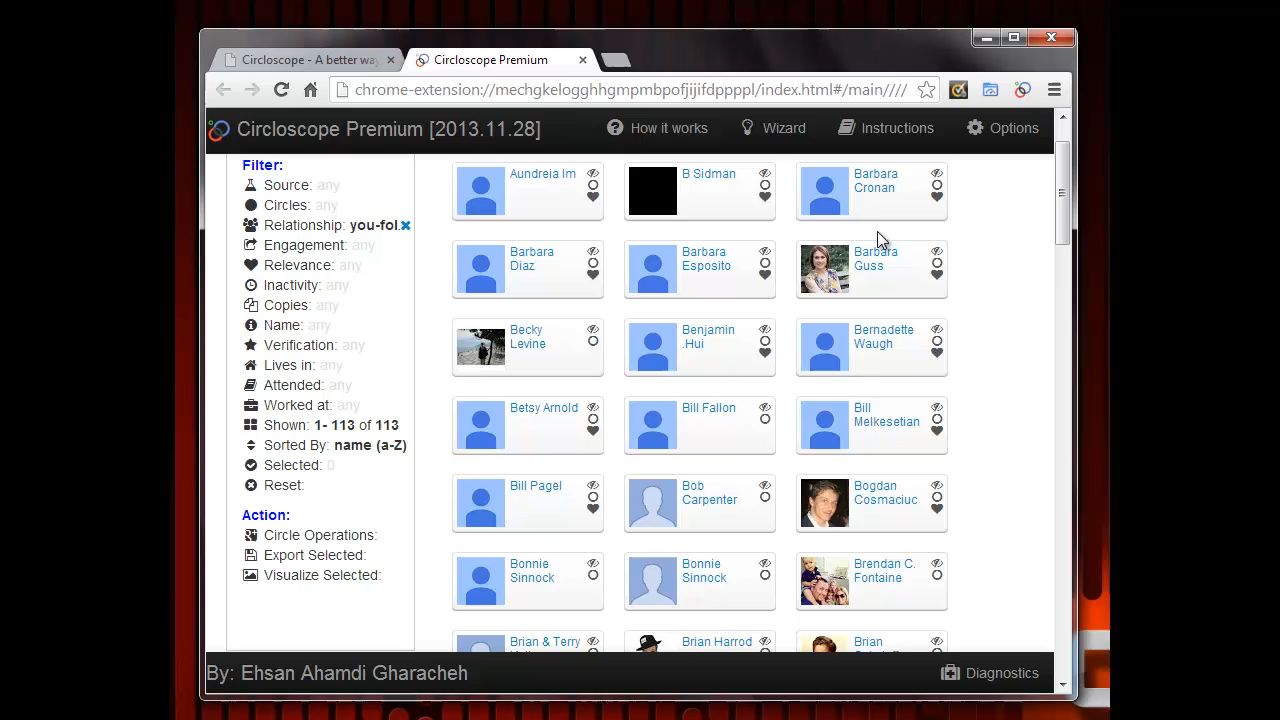 Circloscope - A better wa
Circloscope Premium
chrome-extension://mechgkelogghhgmpmbpofjijifdppppl/index.html#/main////
Circloscope Premium [2013.11.28]
How it works
Wizard
Instructions
Options
Filter:
Source: any
Circles: any
Relationship: you-fol
Engagement: any
Relevance: any
Inactivity: any
Copies: any
Name: any
Verification: any
Lives in: any
Attended: any
Worked at: any
Shown: 1- 113 of 113
Sorted By: name (a-Z)
Selected: 0
Reset:
Action:
Circle Operations:
Export Selected:
Visualize Selected:
Aundreia Im
B Sidman
Barbara
Cronan
Barbara
Diaz
Barbara
Esposito
Barbara
Guss
Becky
Levine
Benjamin
.Hui
Bernadette
Waugh
Betsy Arnold
Bill Fallon
Bill
Melkesetian
Bill Pagel
Bob
Carpenter
Bogdan
Cosmaciuc
Bonnie
Sinnock
Bonnie
Sinnock
Brendan C.
Fontaine
Brian & Terry
Brian Harrod
Brian
By: Ehsan Ahamdi Gharacheh
Diagnostics